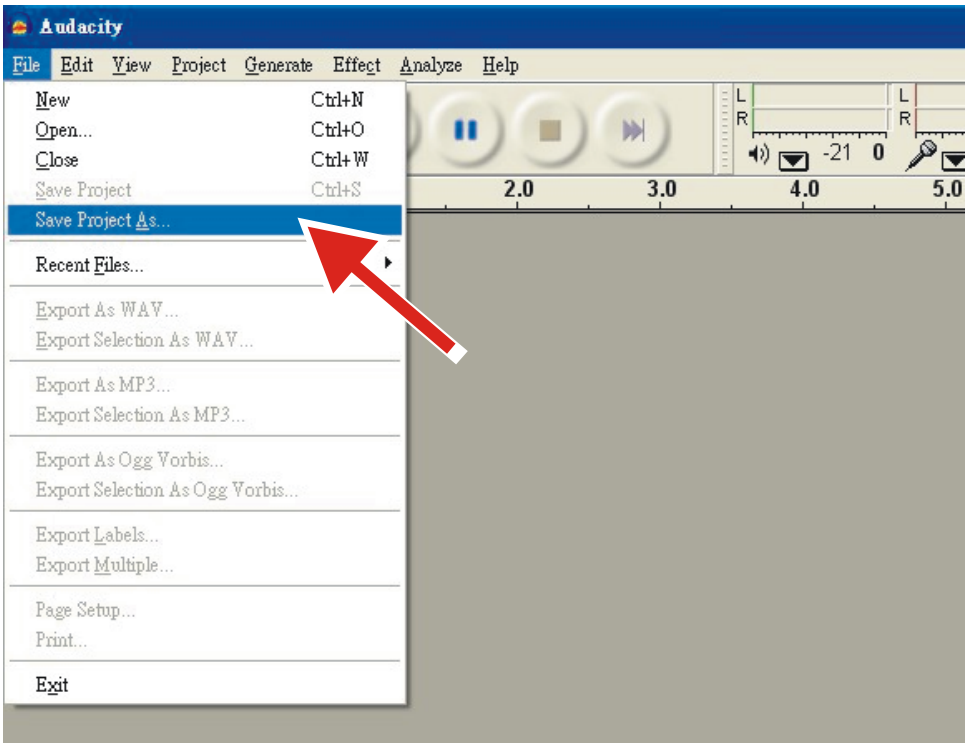 Audacity
File Edit View Project Generate Effect Analyze Help
New Ctrl+N
Open... Ctrl+O
Close Ctrl+W
Save Project Ctrl+S
Save Project As...
Recent Files...
Export As WAV...
Export Selection As WAV...
Export As MP3...
Export Selection As MP3...
Export As Ogg Vorbis...
Export Selection As Ogg Vorbis...
Export Labels...
Export Multiple...
Page Setup...
Print...
Exit
L L
R R
-21 0
2.0 3.0 4.0 5.0